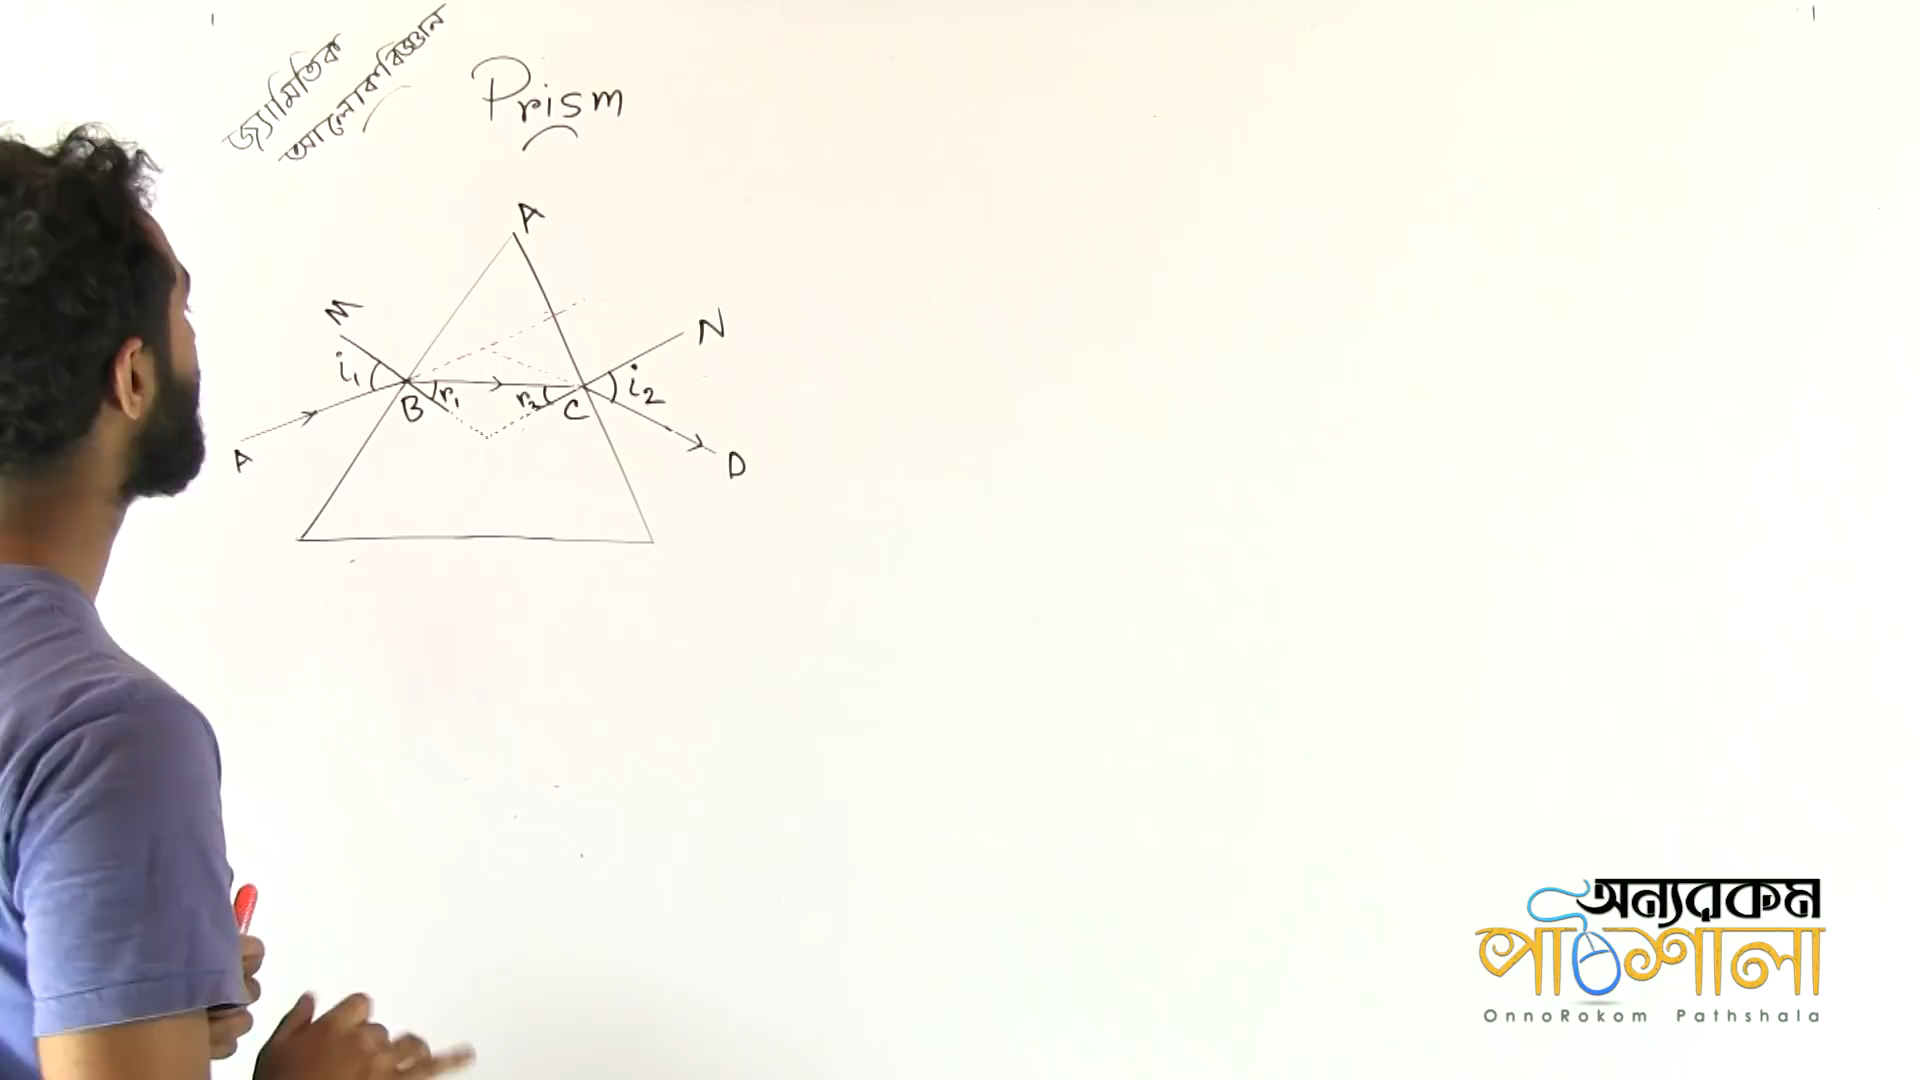 জ্যামিতিক
আলোকবিজ্ঞান
Prism
A
M
N
i₁
i₂
B
r₁
r₂
C
A
D
অন্যরকম
পাঠশালা
OnnoRokom Pathshala